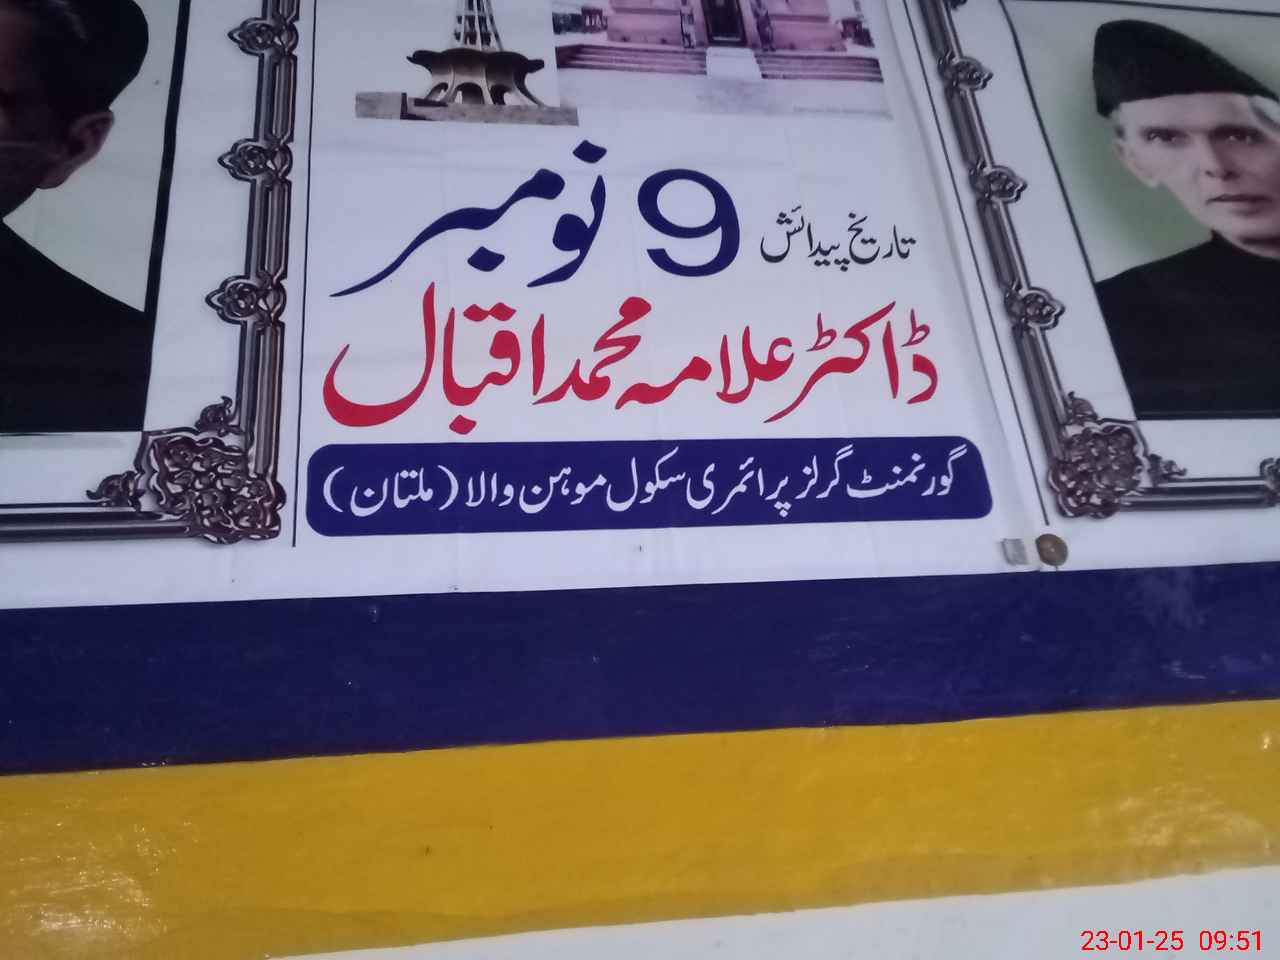 تاریخ پیدائش 9 نومبر
ڈاکٹر علامہ محمد اقبال
گورنمنٹ گرلز پرائمری سکول موہن والا (ملتان)
23-01-25 09:51